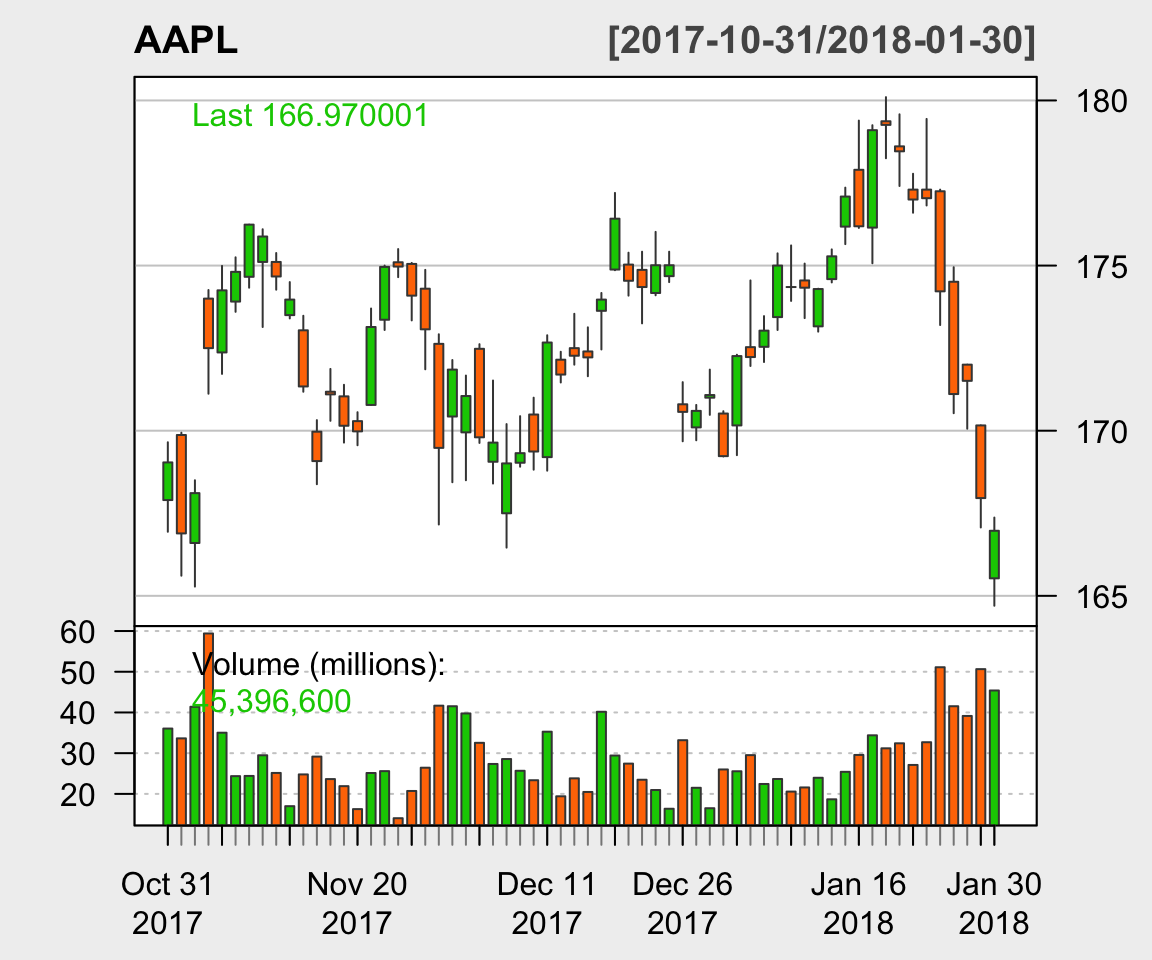 AAPL [2017-10-31/2018-01-30]
Last 166.970001
180
175
170
165
Volume (millions):
45,396,600
60
50
40
30
20
Oct 31 Nov 20 Dec 11 Dec 26 Jan 16 Jan 30
2017 2017 2017 2017 2018 2018